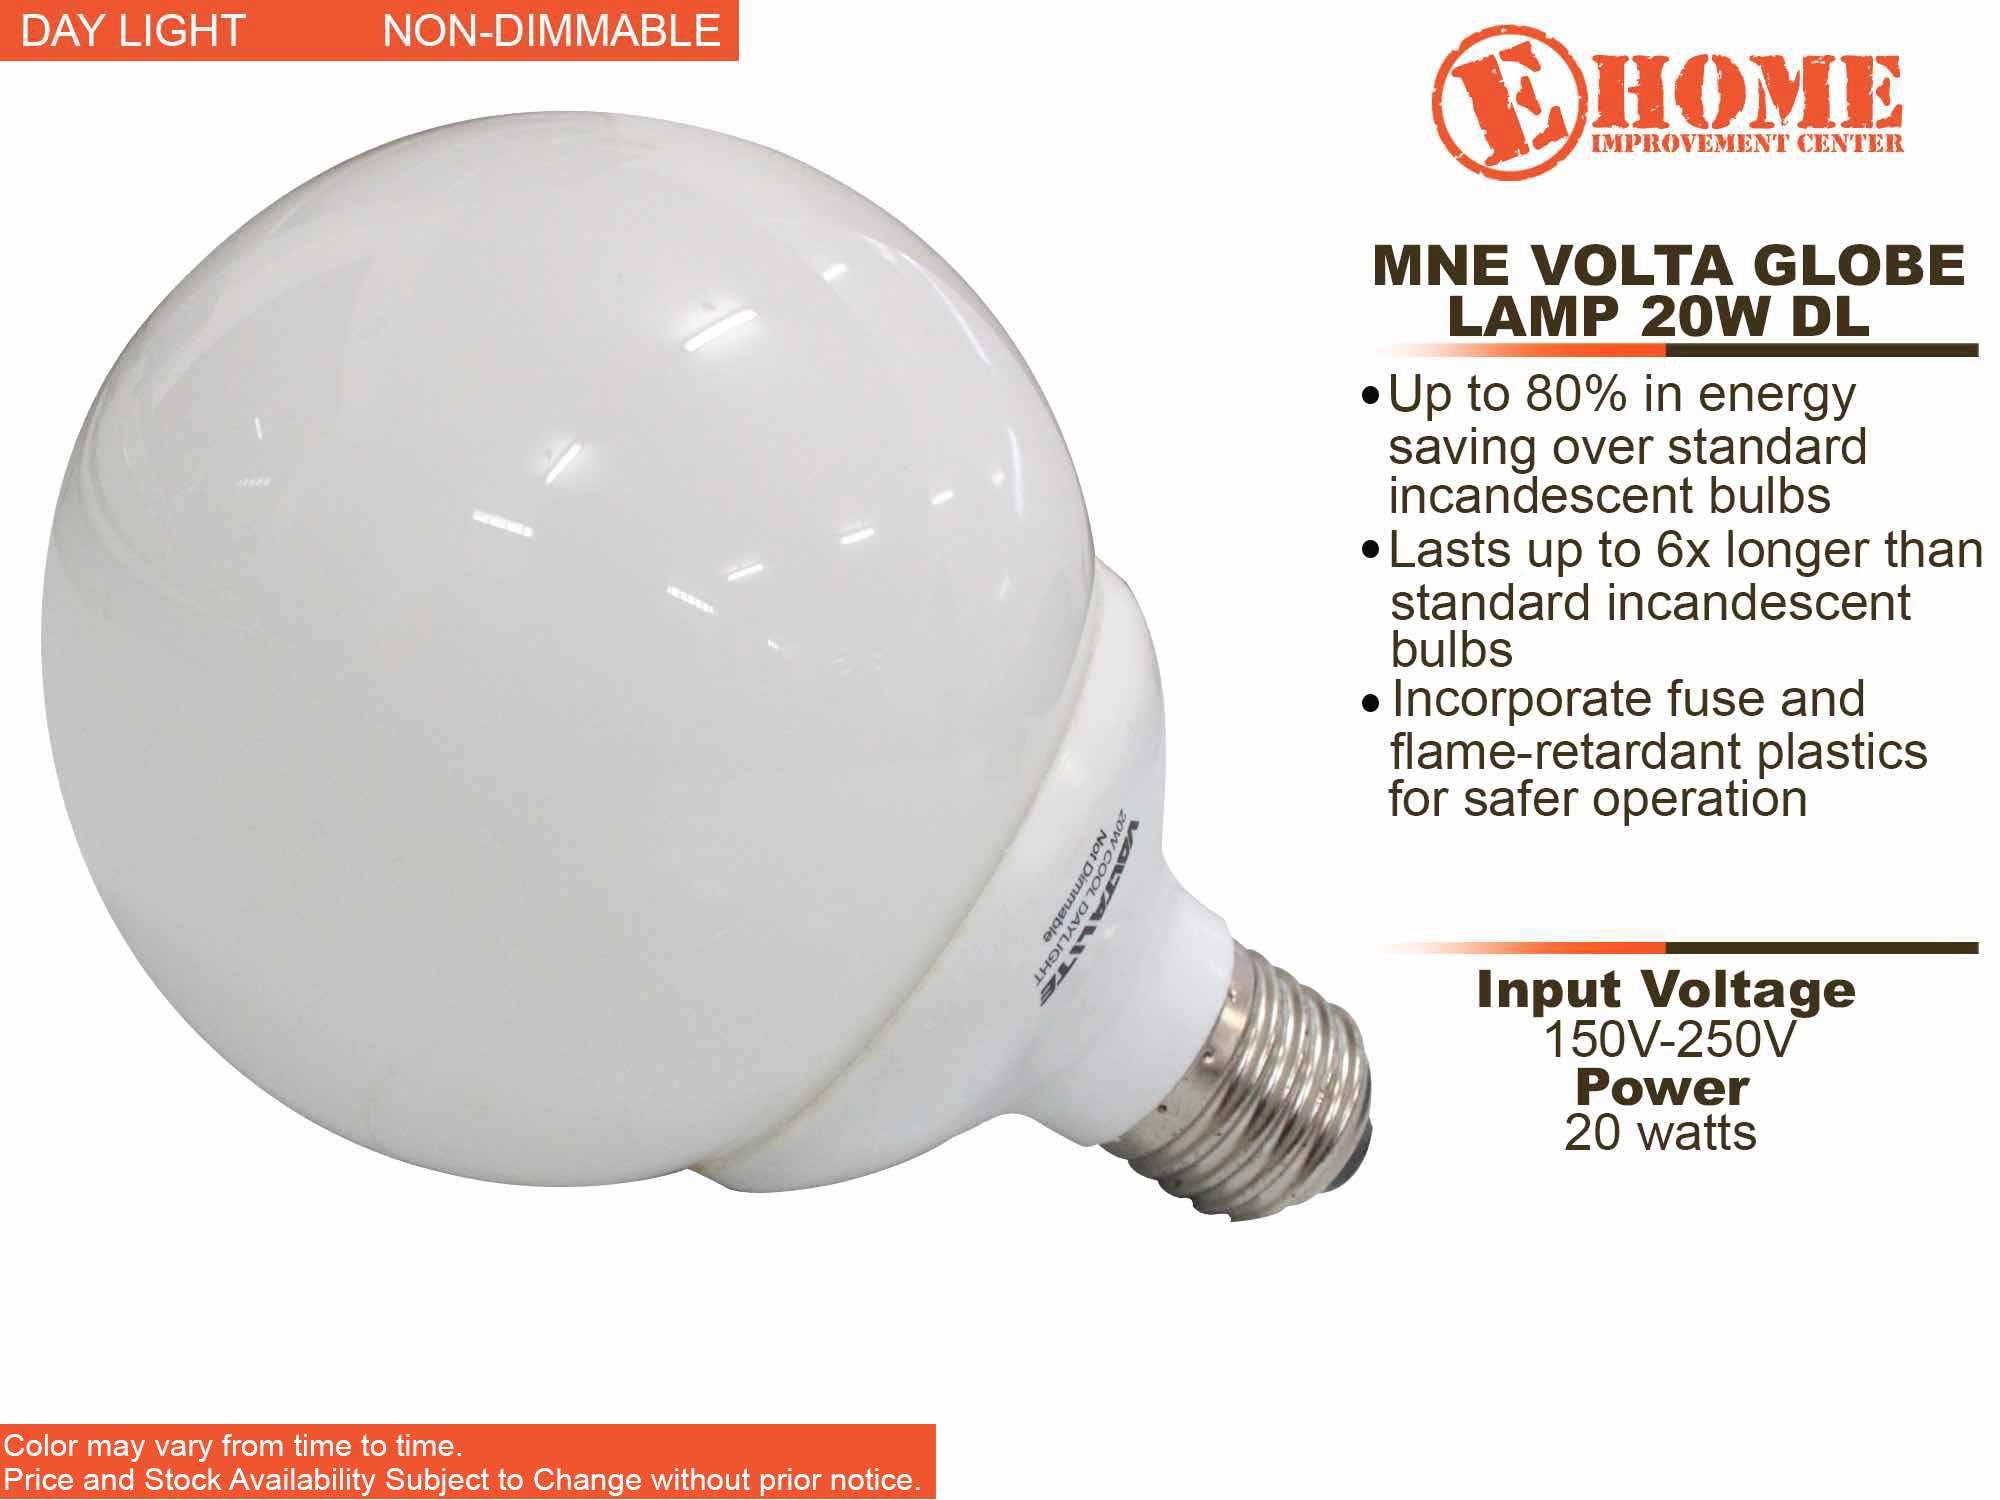 DAY LIGHT NON-DIMMABLE
E HOME
IMPROVEMENT CENTER
MNE VOLTA GLOBE
LAMP 20W DL
•Up to 80% in energy
saving over standard
incandescent bulbs
•Lasts up to 6x longer than
standard incandescent
bulbs
•Incorporate fuse and
flame-retardant plastics
for safer operation
VALTALITE
20W COOL DAYLIGHT
Not Dimmable
Input Voltage
150V-250V
Power
20 watts
Color may vary from time to time.
Price and Stock Availability Subject to Change without prior notice.